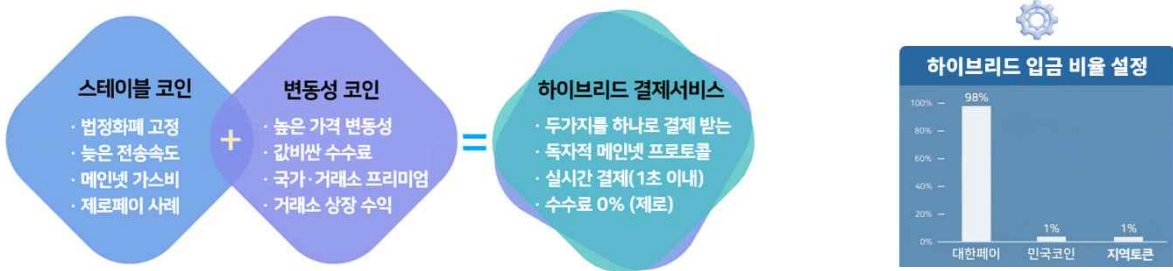 스테이블 코인
· 법정화폐 고정
· 늦은 전송속도
· 메인넷 가스비
· 제로페이 사례
+
변동성 코인
· 높은 가격 변동성
· 값비싼 수수료
· 국가·거래소 프리미엄
· 거래소 상장 수익
=
하이브리드 결제서비스
· 두가지를 하나로 결제 받는
· 독자적 메인넷 프로토콜
· 실시간 결제(1초 이내)
· 수수료 0% (제로)
하이브리드 입금 비율 설정
100%
80%
60%
40%
20%
0%
98%
1%
1%
대한페이
민국코인
지역토큰